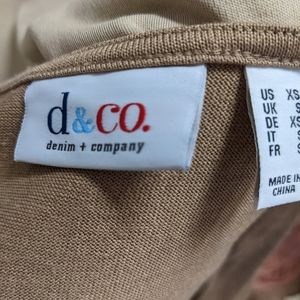 d&co.
denim + company
US XS
UK S
DE XS
IT S
FR S
MADE IN
CHINA